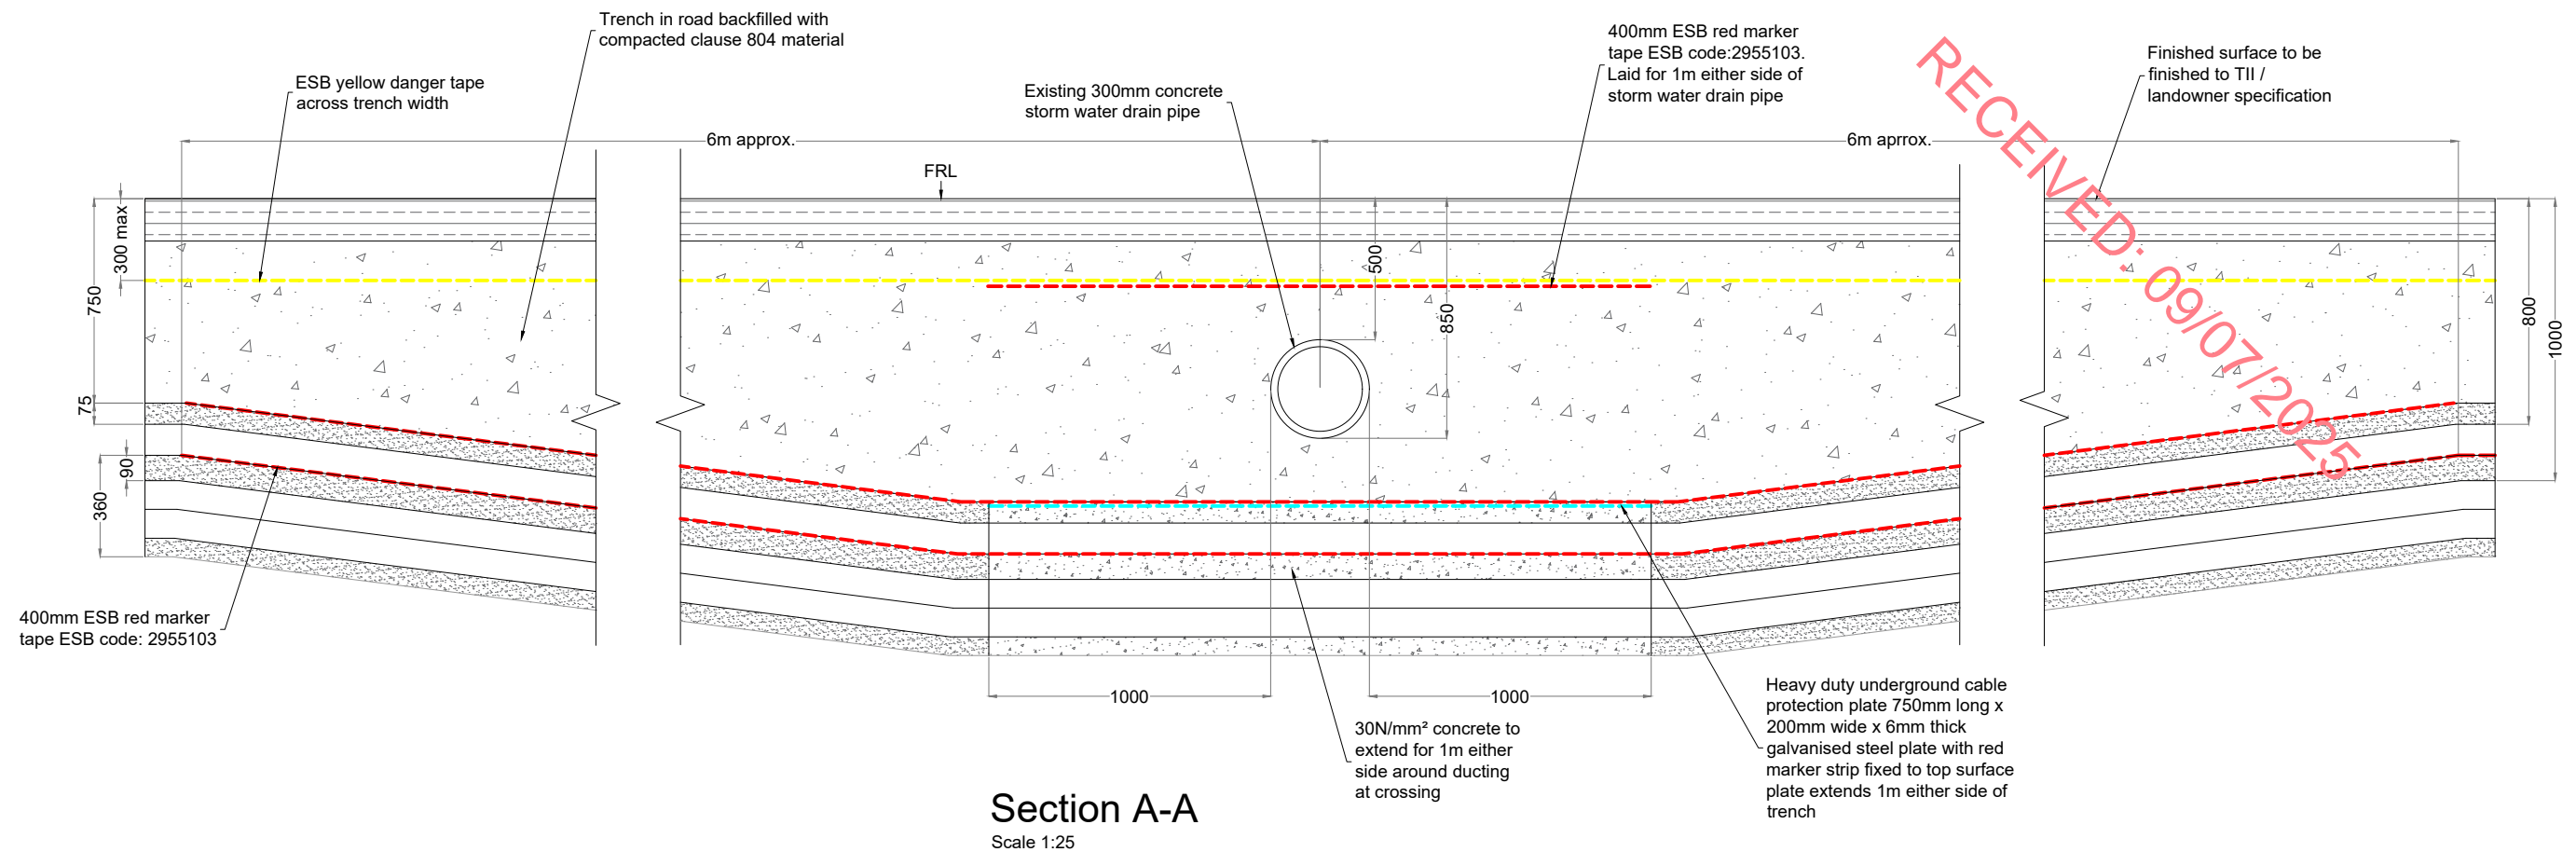 Trench in road backfilled with
compacted clause 804 material
ESB yellow danger tape
across trench width
Existing 300mm concrete
storm water drain pipe
400mm ESB red marker
tape ESB code:2955103.
Laid for 1m either side of
storm water drain pipe
Finished surface to be
finished to TII /
landowner specification
RECEIVED: 09/07/2025
6m approx.
6m aprrox.
FRL
300 max
750
75
90
360
500
850
800
1000
400mm ESB red marker
tape ESB code: 2955103
1000
1000
30N/mm² concrete to
extend for 1m either
side around ducting
at crossing
Heavy duty underground cable
protection plate 750mm long x
200mm wide x 6mm thick
galvanised steel plate with red
marker strip fixed to top surface
plate extends 1m either side of
trench
Section A-A
Scale 1:25